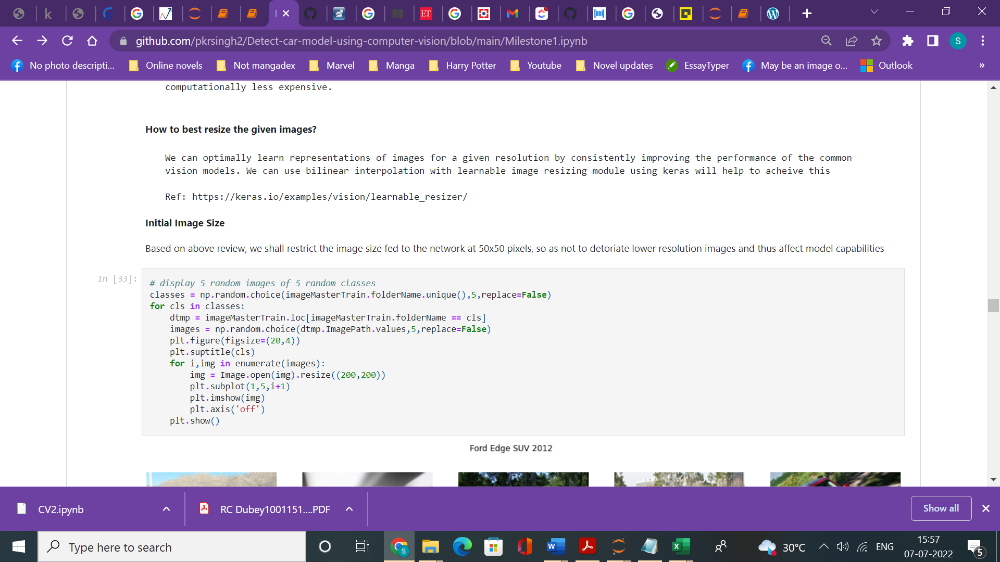 ET
github.com/pkrsingh2/Detect-car-model-using-computer-vision/blob/main/Milestone1.ipynb
S
No photo descripti...
Online novels
Not mangadex
Marvel
Manga
Harry Potter
Youtube
Novel updates
EssayTyper
May be an image o...
Outlook
»
computationally less expensive.
How to best resize the given images?
We can optimally learn representations of images for a given resolution by consistently improving the performance of the common
vision models. We can use bilinear interpolation with learnable image resizing module using keras will help to acheive this
Ref: https://keras.io/examples/vision/learnable_resizer/
Initial Image Size
Based on above review, we shall restrict the image size fed to the network at 50x50 pixels, so as not to detoriate lower resolution images and thus affect model capabilities
In [33]:
# display 5 random images of 5 random classes
classes = np.random.choice(imageMasterTrain.folderName.unique(),5,replace=False)
for cls in classes:
    dtmp = imageMasterTrain.loc[imageMasterTrain.folderName == cls]
    images = np.random.choice(dtmp.ImagePath.values,5,replace=False)
    plt.figure(figsize=(20,4))
    plt.suptitle(cls)
    for i,img in enumerate(images):
        img = Image.open(img).resize((200,200))
        plt.subplot(1,5,i+1)
        plt.imshow(img)
        plt.axis('off')
    plt.show()
Ford Edge SUV 2012
CV2.ipynb
RC Dubey1001151....PDF
Show all
Type here to search
30°C
ENG
15:57
07-07-2022
5